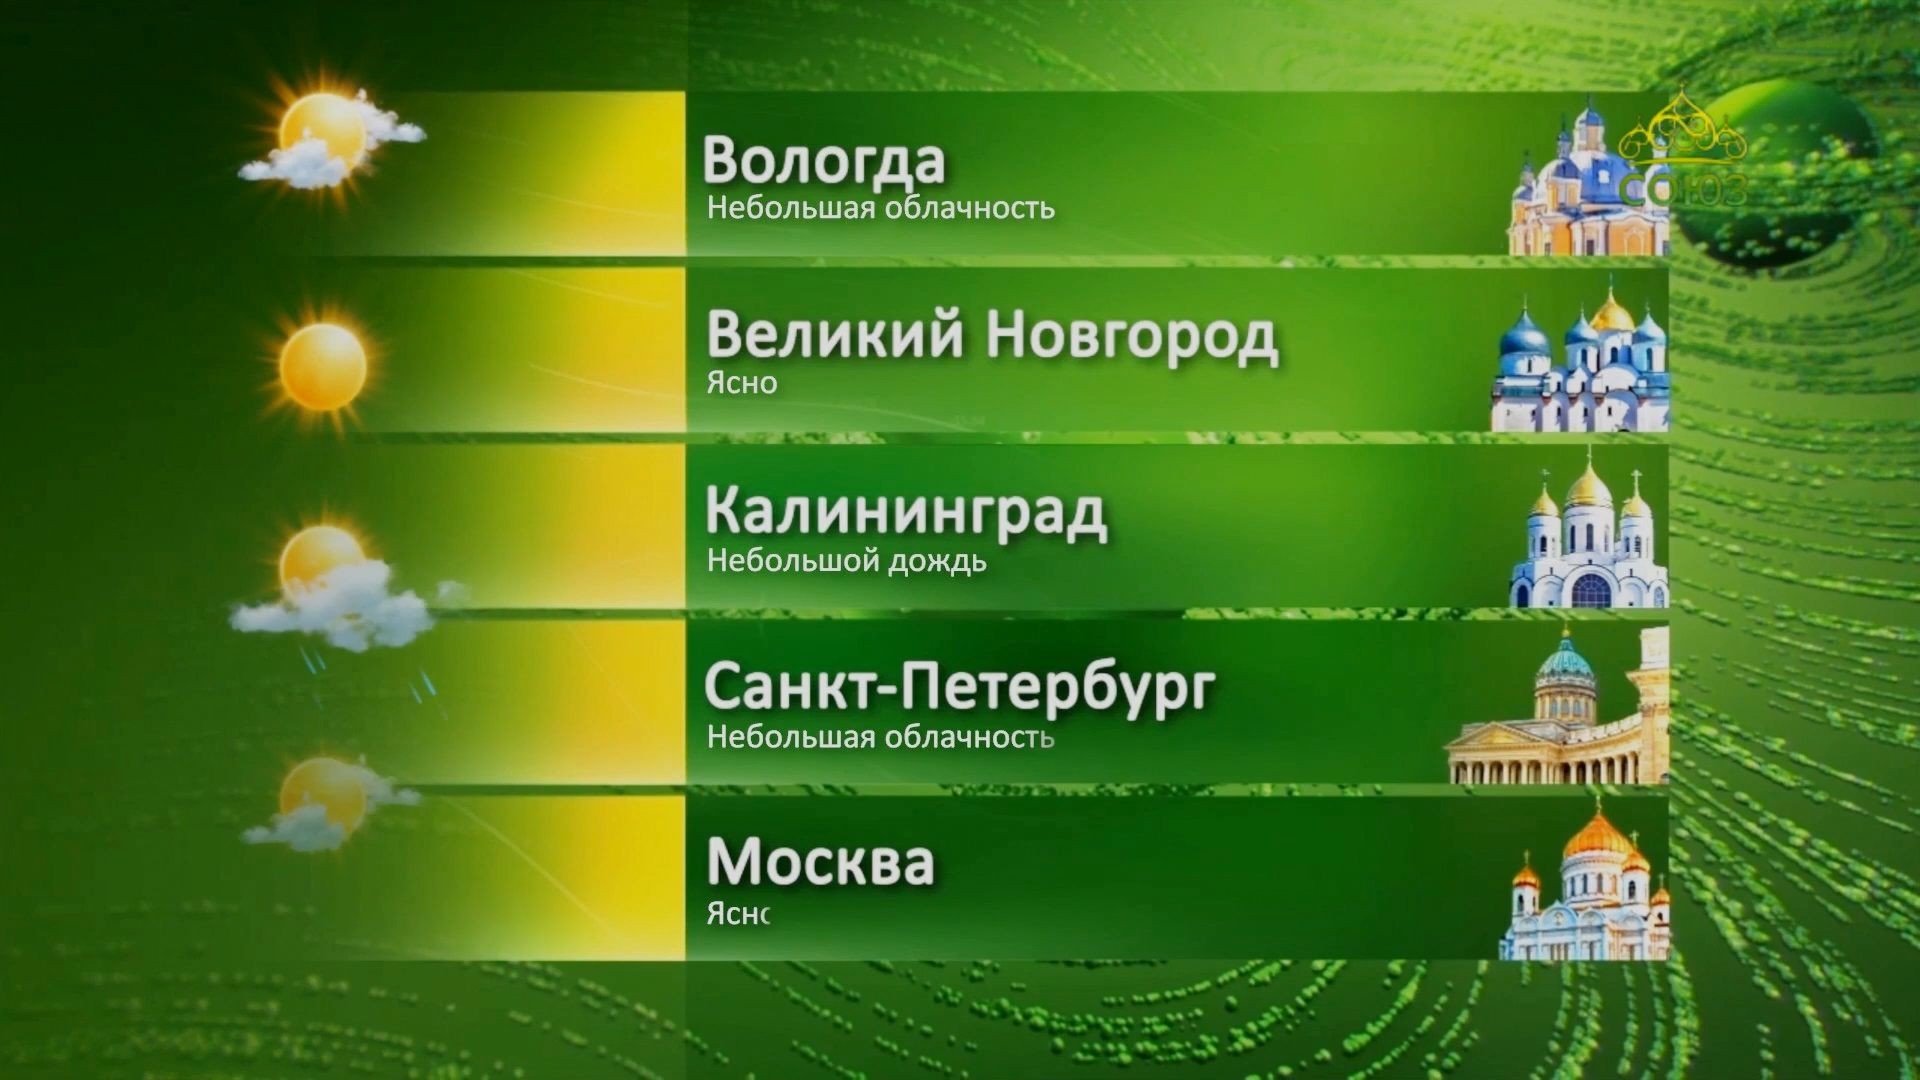 Вологда
Небольшая облачность
СОЮЗ
Великий Новгород
Ясно
Калининград
Небольшой дождь
Санкт-Петербург
Небольшая облачность
Москва
Ясно